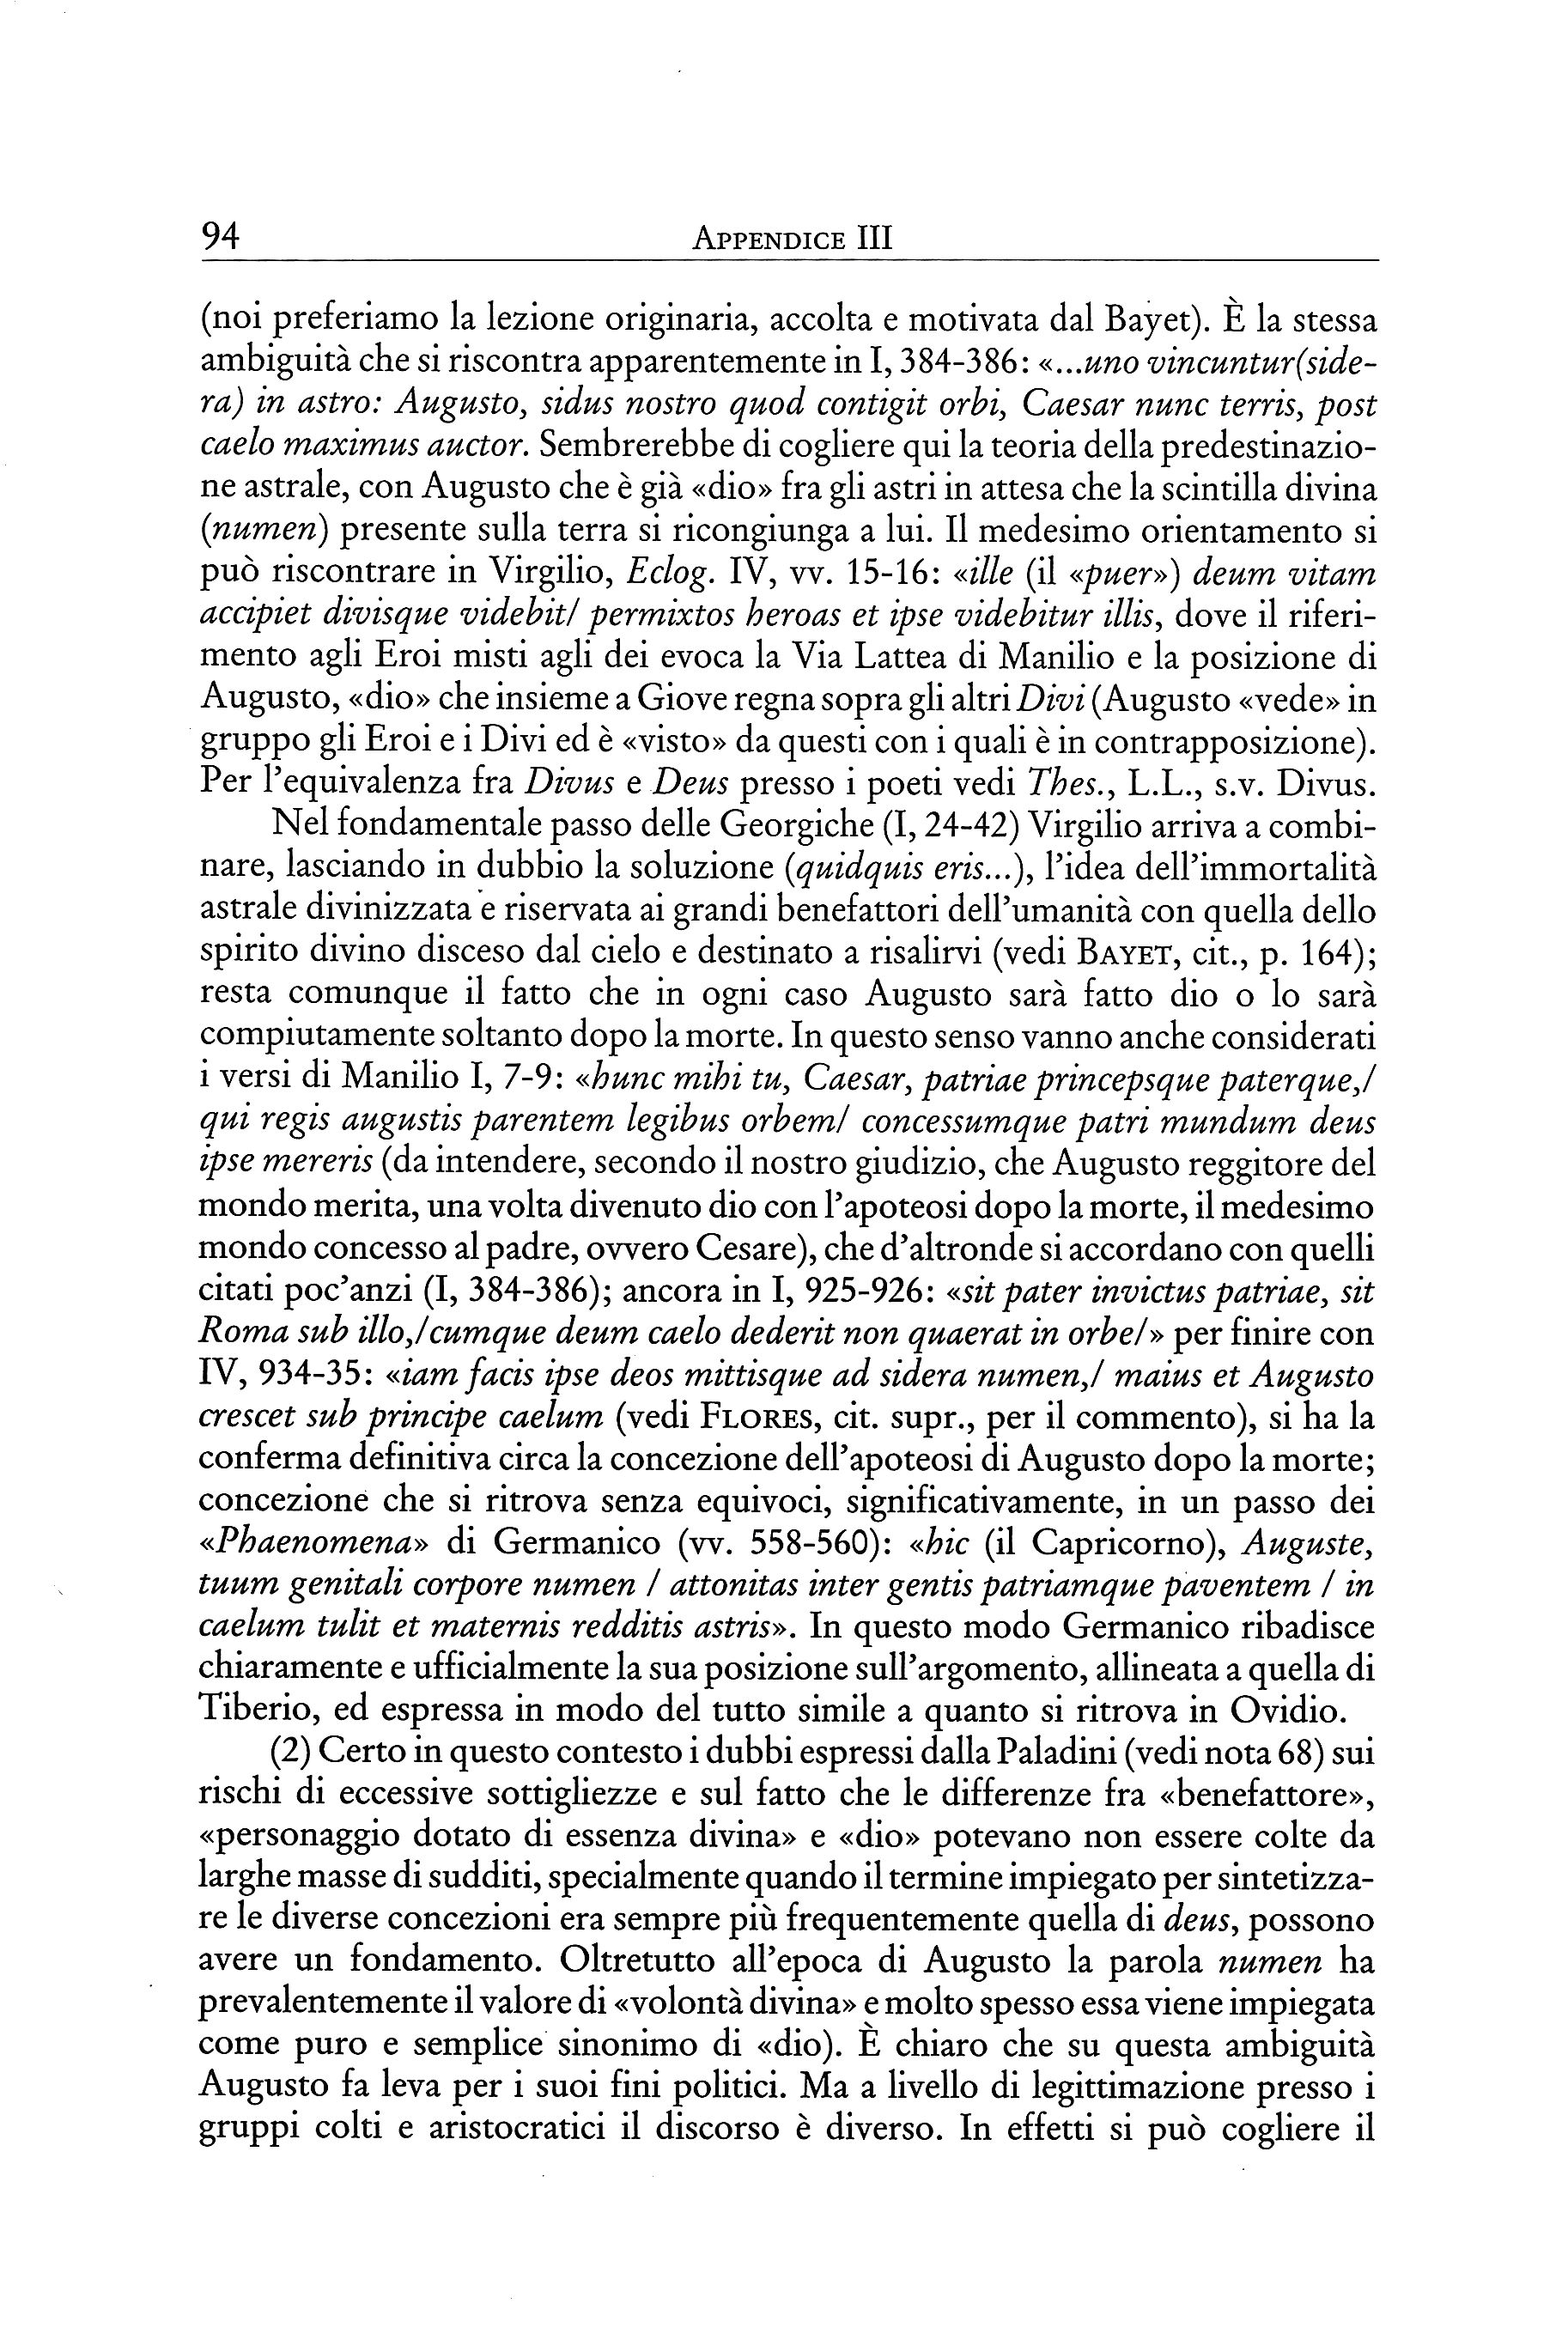 94 APPENDICE III
(noi preferiamo la lezione originaria, accolta e motivata dal Bayet). È la stessa
ambiguità che si riscontra apparentemente in I, 384-386: «...uno vincuntur(side-
ra) in astro: Augusto, sidus nostro quod contigit orbi, Caesar nunc terris, post
caelo maximus auctor. Sembrerebbe di cogliere qui la teoria della predestinazio-
ne astrale, con Augusto che è già «dio» fra gli astri in attesa che la scintilla divina
(numen) presente sulla terra si ricongiunga a lui. Il medesimo orientamento si
può riscontrare in Virgilio, Eclog. IV, vv. 15-16: «ille (il «puer») deum vitam
accipiet divisque videbit/ permixtos heroas et ipse videbitur illis, dove il riferi-
mento agli Eroi misti agli dei evoca la Via Lattea di Manilio e la posizione di
Augusto, «dio» che insieme a Giove regna sopra gli altri Divi (Augusto «vede» in
gruppo gli Eroi e i Divi ed è «visto» da questi con i quali è in contrapposizione).
Per l'equivalenza fra Divus e Deus presso i poeti vedi Thes., L.L., s.v. Divus.
Nel fondamentale passo delle Georgiche (I, 24-42) Virgilio arriva a combi-
nare, lasciando in dubbio la soluzione (quidquis eris...), l'idea dell'immortalità
astrale divinizzata e riservata ai grandi benefattori dell'umanità con quella dello
spirito divino disceso dal cielo e destinato a risalirvi (vedi BAYET, cit., p. 164);
resta comunque il fatto che in ogni caso Augusto sarà fatto dio o lo sarà
compiutamente soltanto dopo la morte. In questo senso vanno anche considerati
i versi di Manilio I, 7-9: «hunc mihi tu, Caesar, patriae princepsque paterque,/
qui regis augustis parentem legibus orbem/ concessumque patri mundum deus
ipse mereris (da intendere, secondo il nostro giudizio, che Augusto reggitore del
mondo merita, una volta divenuto dio con l'apoteosi dopo la morte, il medesimo
mondo concesso al padre, ovvero Cesare), che d'altronde si accordano con quelli
citati poc'anzi (I, 384-386); ancora in I, 925-926: «sit pater invictus patriae, sit
Roma sub illo,/cumque deum caelo dederit non quaerat in orbe/» per finire con
IV, 934-35: «iam facis ipse deos mittisque ad sidera numen,/ maius et Augusto
crescet sub principe caelum (vedi FLORES, cit. supr., per il commento), si ha la
conferma definitiva circa la concezione dell'apoteosi di Augusto dopo la morte;
concezione che si ritrova senza equivoci, significativamente, in un passo dei
«Phaenomena» di Germanico (vv. 558-560): «hic (il Capricorno), Auguste,
tuum genitali corpore numen / attonitas inter gentis patriamque paventem / in
caelum tulit et maternis redditis astris». In questo modo Germanico ribadisce
chiaramente e ufficialmente la sua posizione sull'argomento, allineata a quella di
Tiberio, ed espressa in modo del tutto simile a quanto si ritrova in Ovidio.
(2) Certo in questo contesto i dubbi espressi dalla Paladini (vedi nota 68) sui
rischi di eccessive sottigliezze e sul fatto che le differenze fra «benefattore»,
«personaggio dotato di essenza divina» e «dio» potevano non essere colte da
larghe masse di sudditi, specialmente quando il termine impiegato per sintetizza-
re le diverse concezioni era sempre più frequentemente quella di deus, possono
avere un fondamento. Oltretutto all'epoca di Augusto la parola numen ha
prevalentemente il valore di «volontà divina» e molto spesso essa viene impiegata
come puro e semplice sinonimo di «dio). È chiaro che su questa ambiguità
Augusto fa leva per i suoi fini politici. Ma a livello di legittimazione presso i
gruppi colti e aristocratici il discorso è diverso. In effetti si può cogliere il